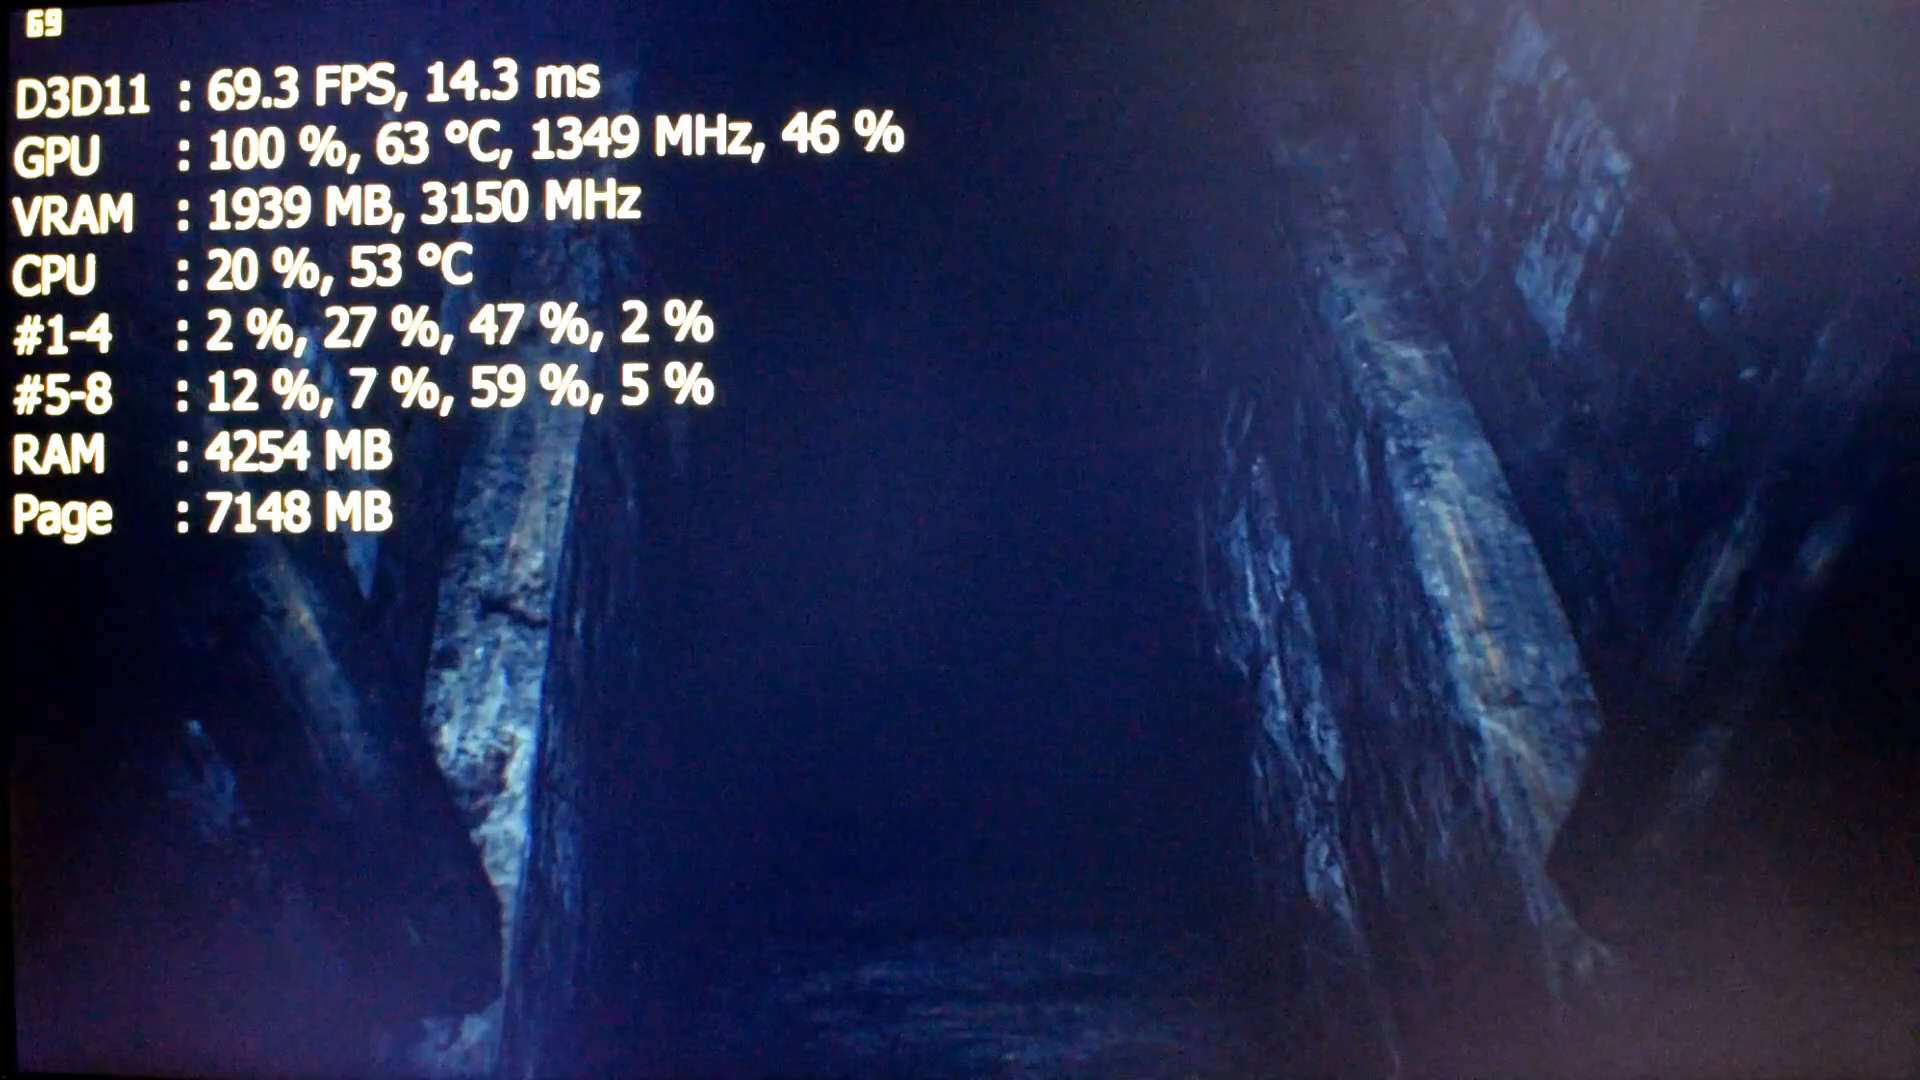 69
D3D11 : 69.3 FPS, 14.3 ms
GPU : 100 %, 63 °C, 1349 MHz, 46 %
VRAM : 1939 MB, 3150 MHz
CPU : 20 %, 53 °C
#1-4 : 2 %, 27 %, 47 %, 2 %
#5-8 : 12 %, 7 %, 59 %, 5 %
RAM : 4254 MB
Page : 7148 MB